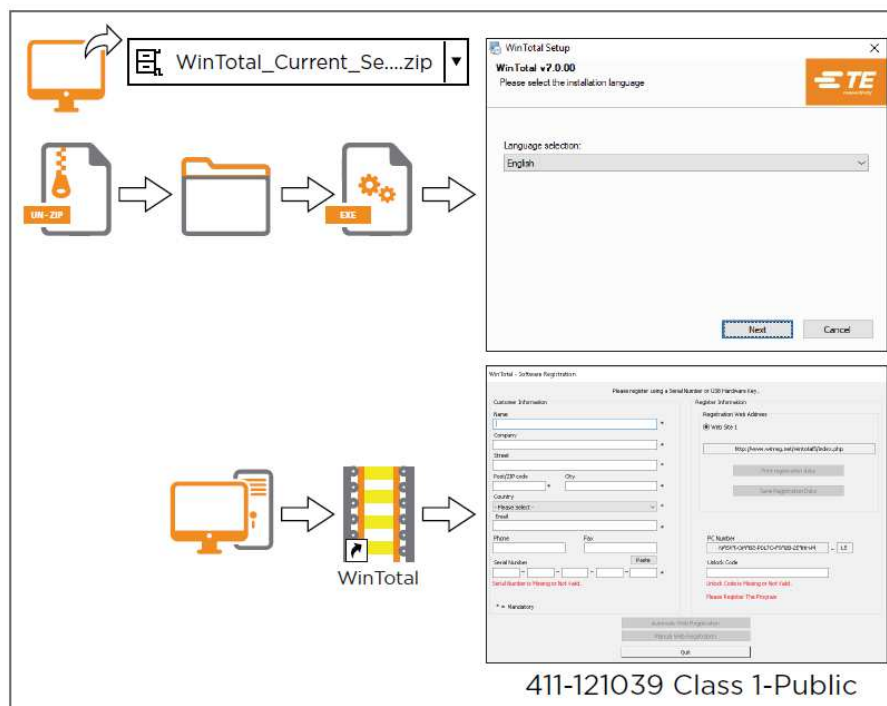 WinTotal_Current_Se....zip
UN-ZIP
EXE
WinTotal Setup
WinTotal v7.0.00
Please select the installation language
TE
connectivity
Language selection:
English
Next
Cancel
WinTotal
WinTotal - Software Registration
Please register using a Serial Number or USB Hardware Key.
Customer Information
Name
*
Company
*
Street
*
Post/ZIP code
City
*
*
Country
- Please select -
*
Email
*
Phone
Fax
Serial Number
Paste
- - - - *
Serial Number is Missing or Not Valid.
* = Mandatory
Register Information
Registration Web Address
Web Site 1
Print registration data
Save Registration Data
PC Number
Unlock Code
Unlock Code is Missing or Not Valid.
Please Register The Program
Automatic Web Registration
Manual Web Registration
Quit
411-121039 Class 1-Public